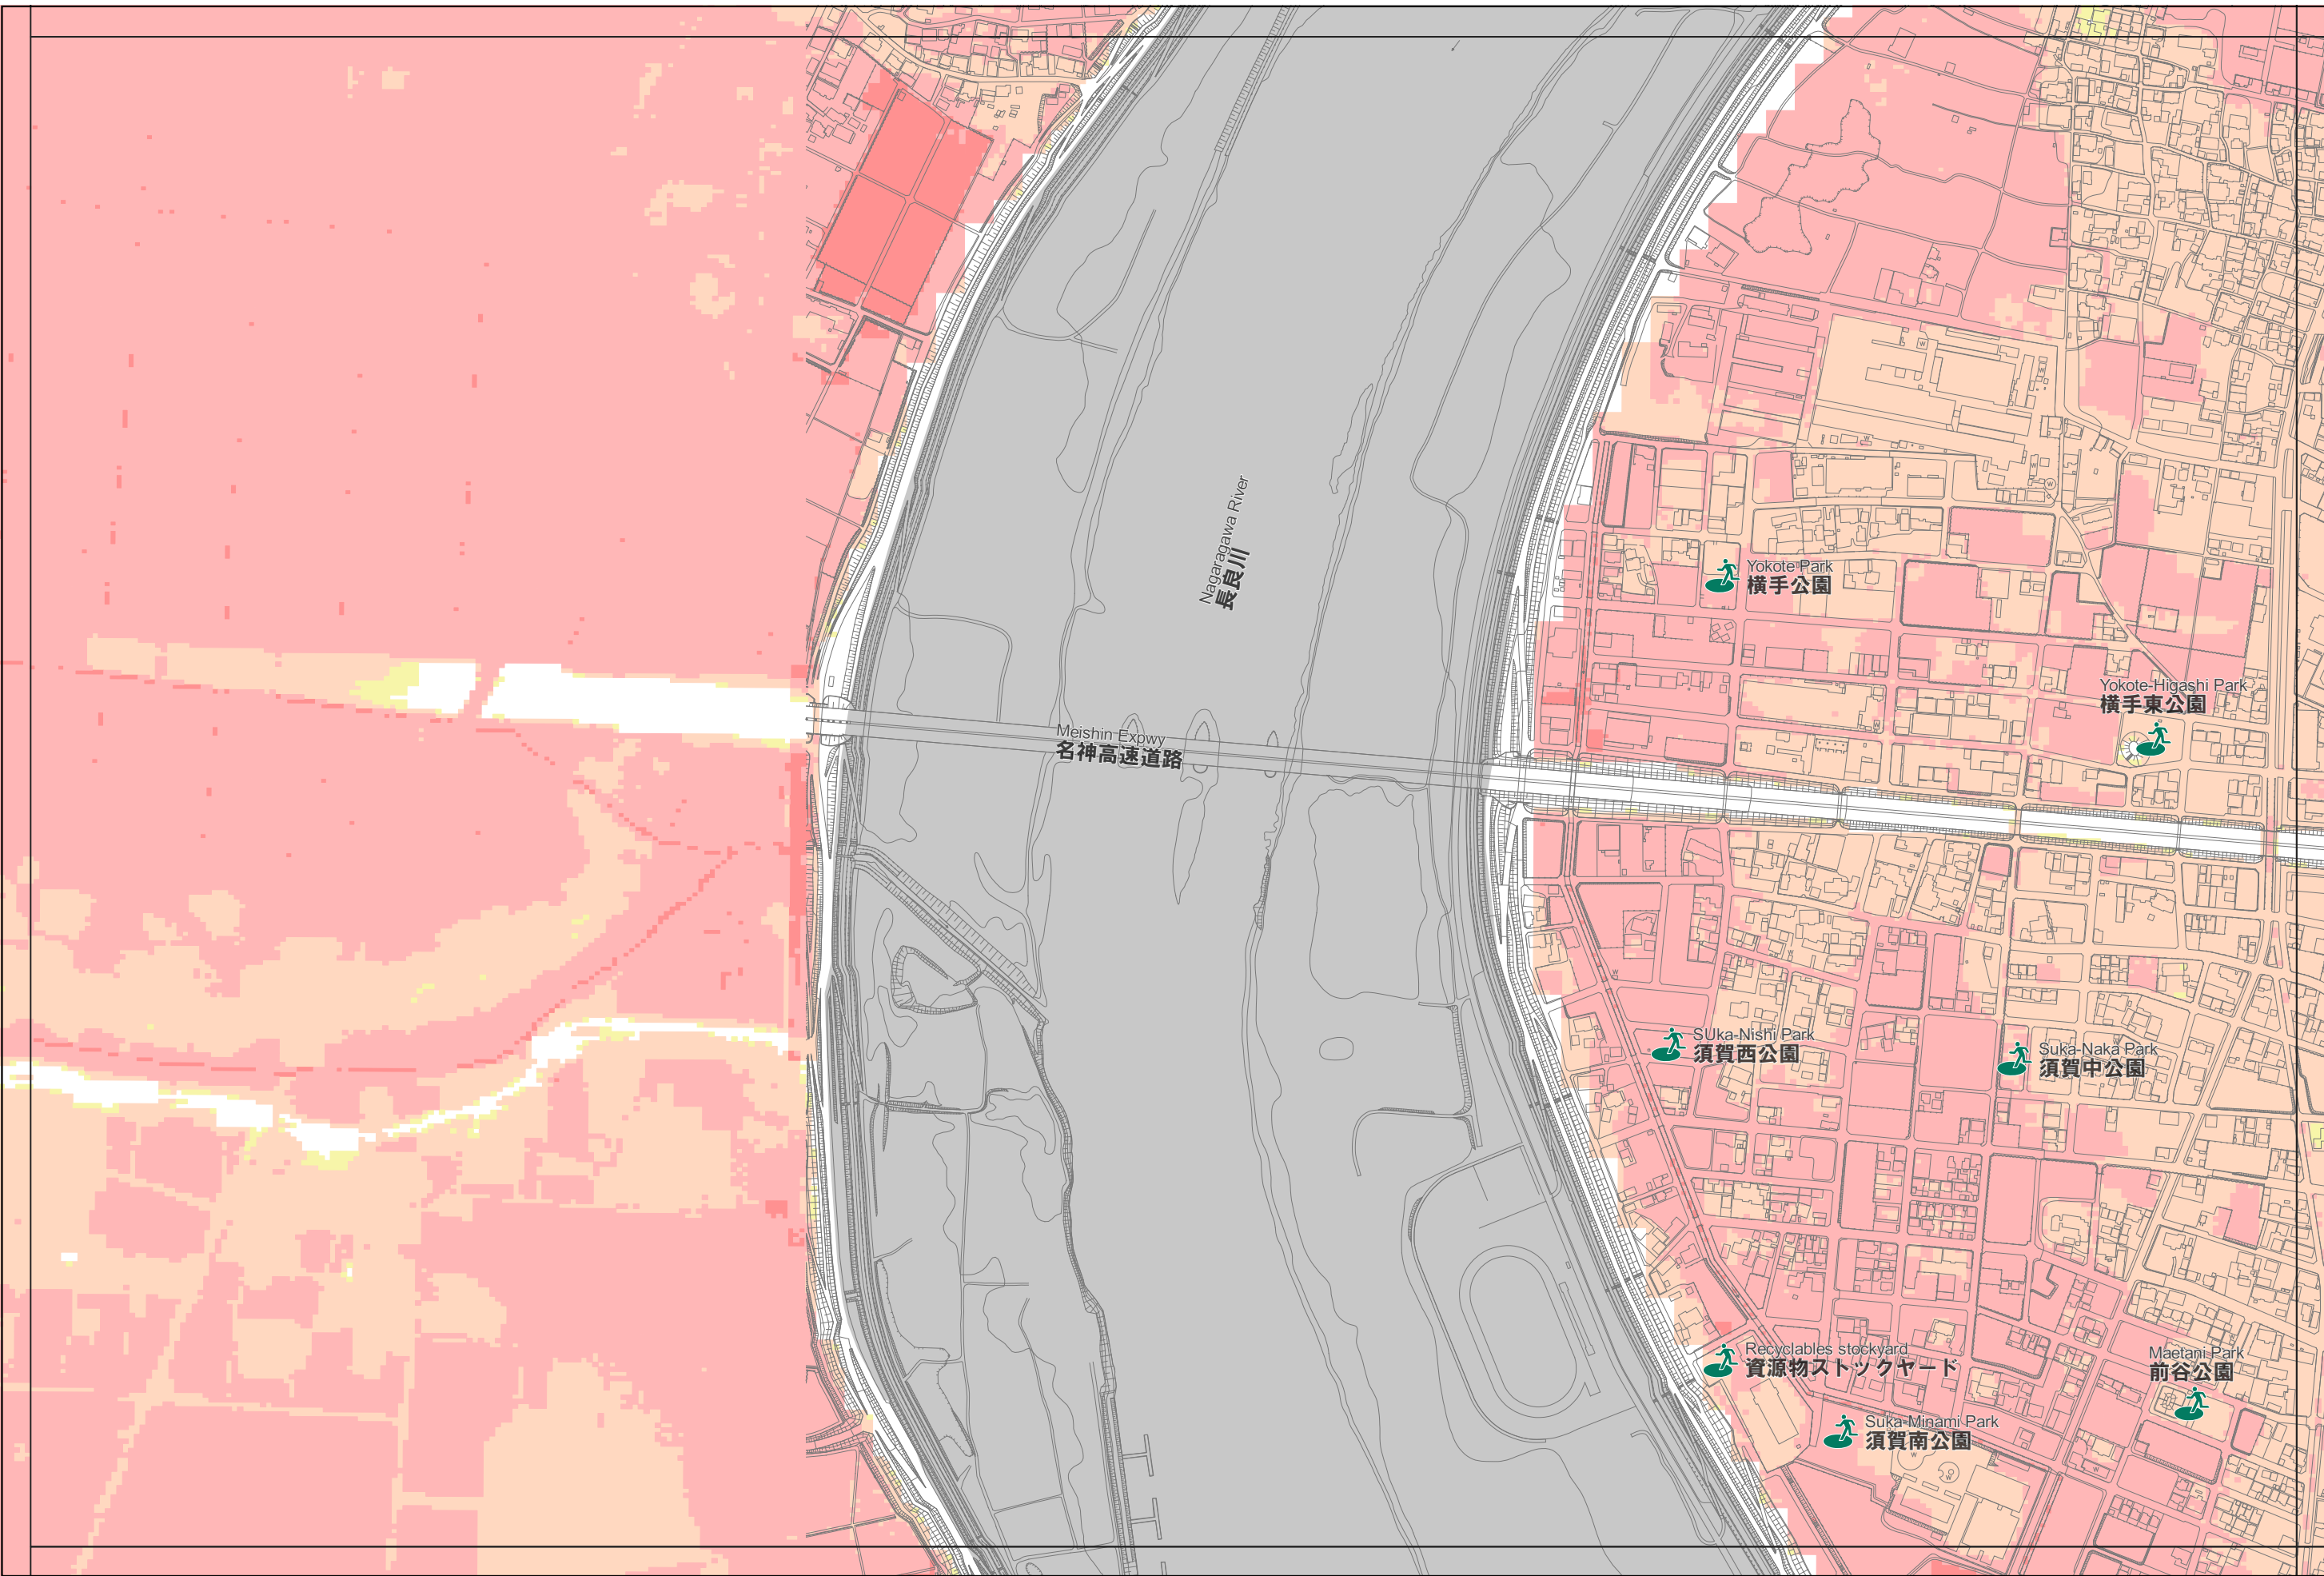 Nagaragawa River
長良川
Yokote Park
横手公園
Yokote-Higashi Park
横手東公園
Meishin Expwy
名神高速道路
SUka-Nishi Park
須賀西公園
Suka-Naka Park
須賀中公園
Recyclables stockyard
資源物ストックヤード
Maetani Park
前谷公園
Suka-Minami Park
須賀南公園